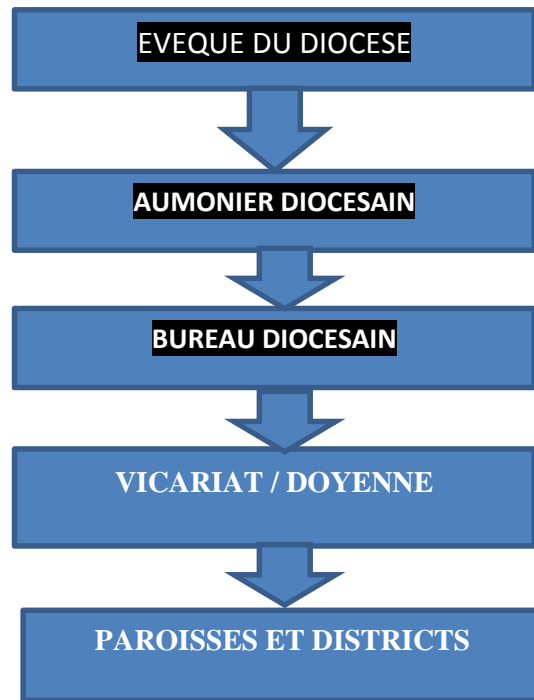 EVEQUE DU DIOCESE
AUMONIER DIOCESAIN
BUREAU DIOCESAIN
VICARIAT / DOYENNE
PAROISSES ET DISTRICTS